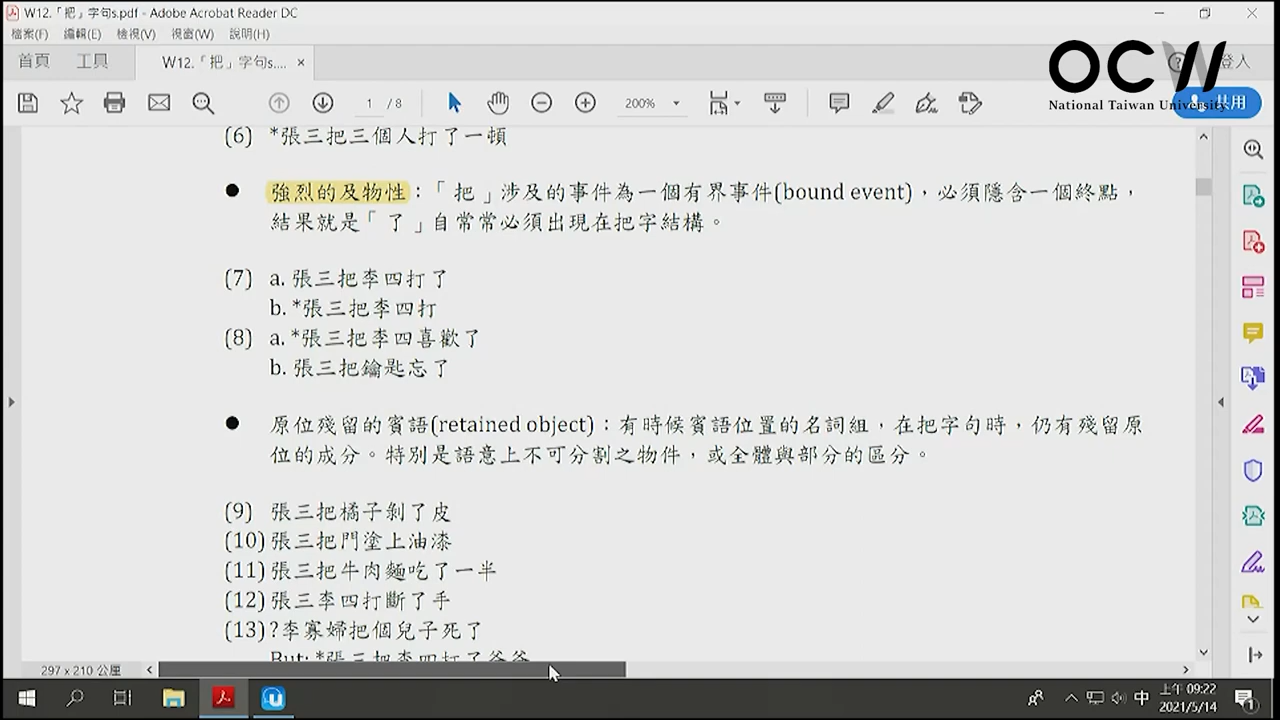 W12.「把」字句s.pdf - Adobe Acrobat Reader DC
檔案(F) 編輯(E) 檢視(V) 視窗(W) 說明(H)
首頁 工具 W12.「把」字句s.... × 登入
OCW
National Taiwan University
1 / 8 200% 共用
(6) *張三把三個人打了一頓
● 強烈的及物性：「把」涉及的事件為一個有界事件(bound event)，必須隱含一個終點，
結果就是「了」自常常必須出現在把字結構。
(7) a. 張三把李四打了
b. *張三把李四打
(8) a. *張三把李四喜歡了
b. 張三把鑰匙忘了
● 原位殘留的賓語(retained object)：有時候賓語位置的名詞組，在把字句時，仍有殘留原
位的成分。特別是語意上不可分割之物件，或全體與部分的區分。
(9) 張三把橘子剝了皮
(10) 張三把門塗上油漆
(11) 張三把牛肉麵吃了一半
(12) 張三李四打斷了手
(13) ?李寡婦把個兒子死了
But: *張三把李四打了爸爸
297 x 210 公厘
中 上午 09:22
2021/5/14 1